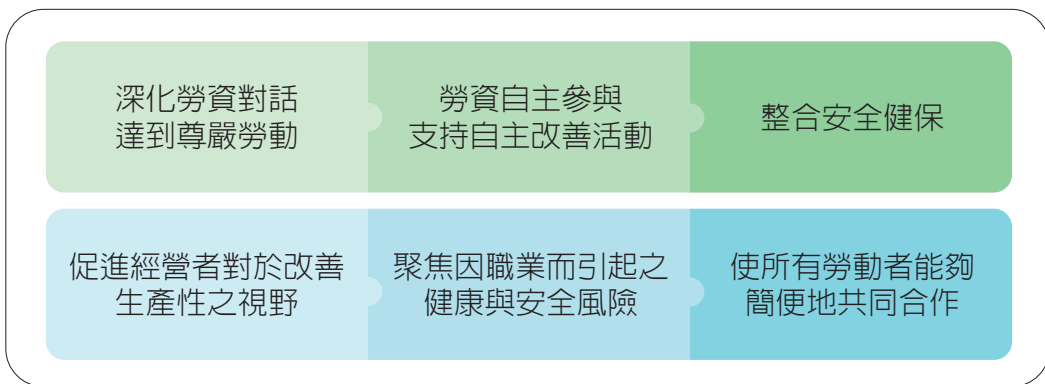 深化勞資對話
達到尊嚴勞動
勞資自主參與
支持自主改善活動
整合安全健保
促進經營者對於改善
生產性之視野
聚焦因職業而引起之
健康與安全風險
使所有勞動者能夠
簡便地共同合作